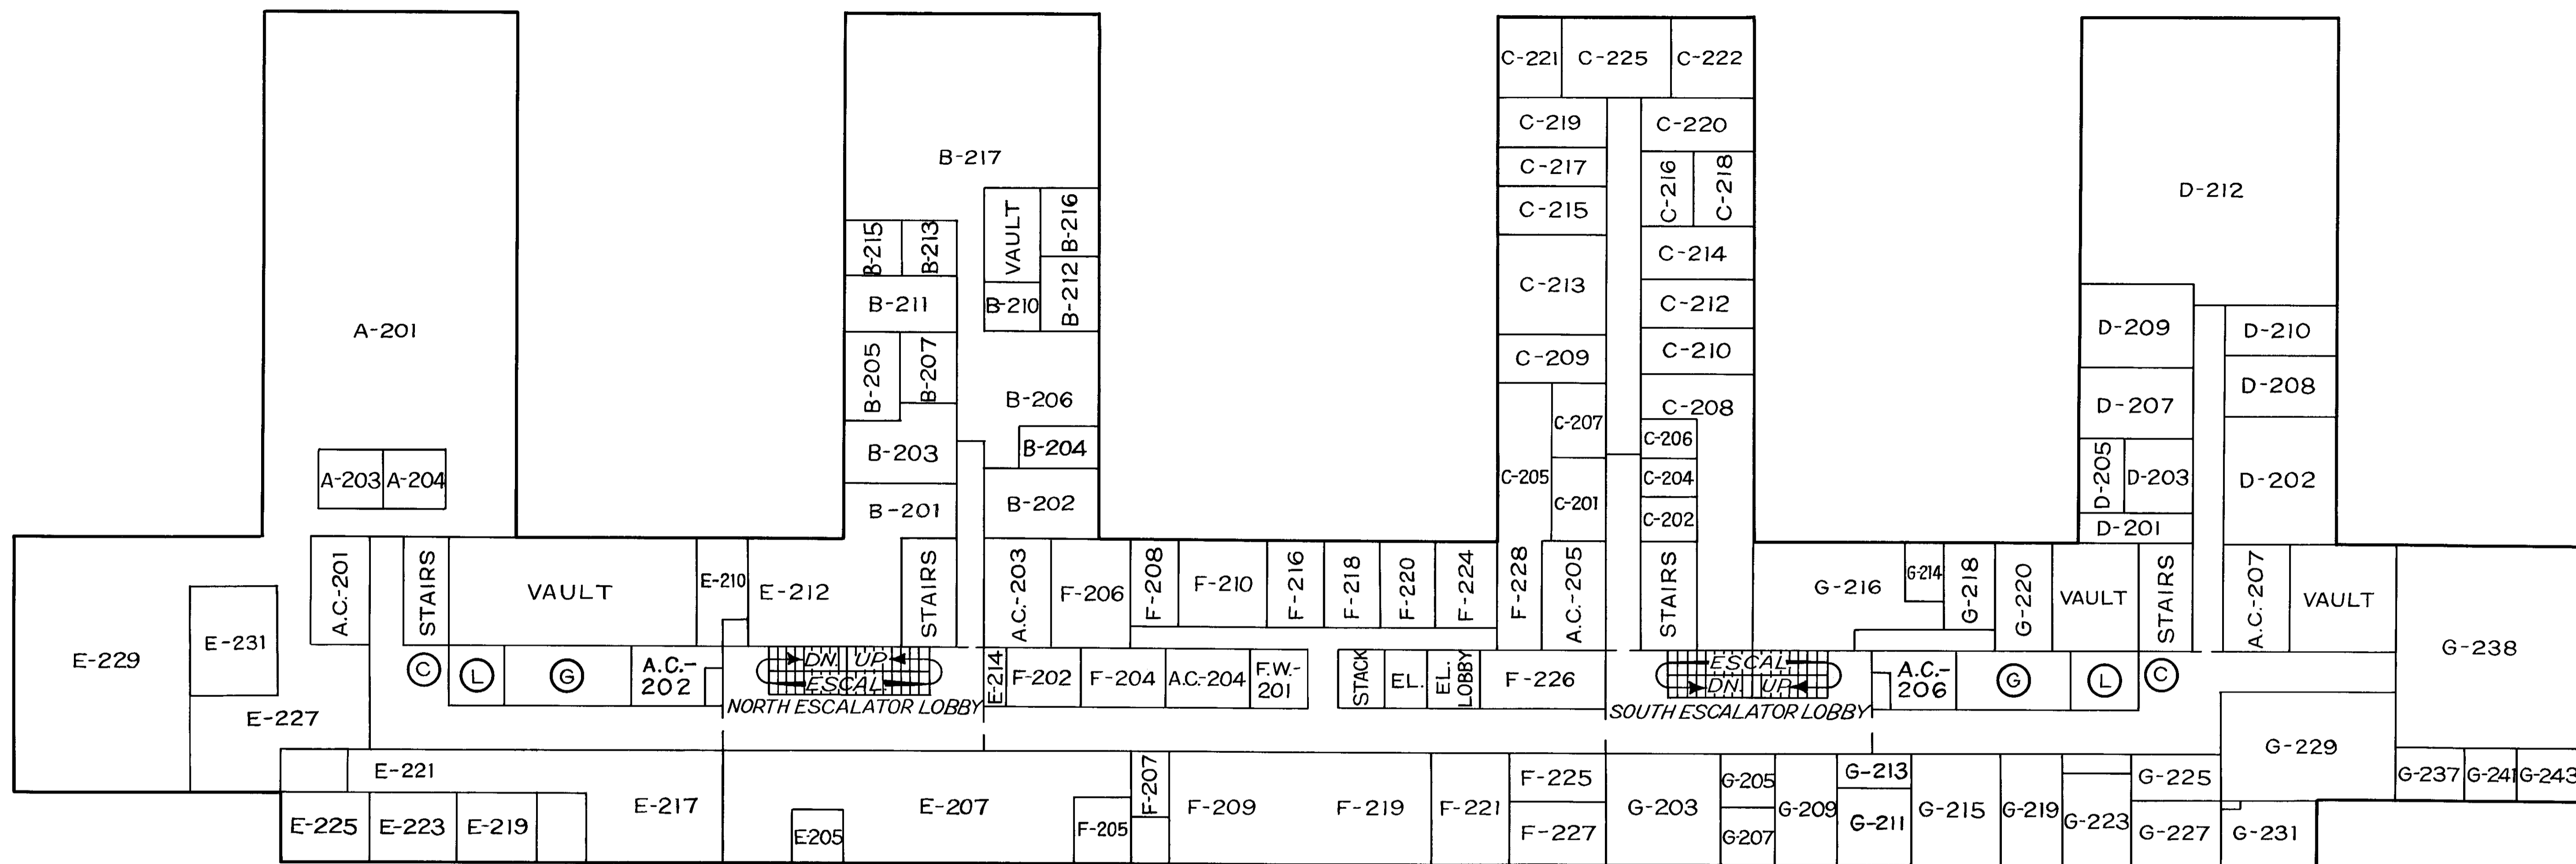 C-221
C-225
C-222
C-219
C-220
B-217
C-217
C-216
C-218
D-212
C-215
VAULT
B-216
B-215
B-213
C-214
B-212
C-213
B-211
B-210
C-212
A-201
D-209
D-210
C-209
C-210
B-205
B-207
D-208
B-206
C-208
D-207
C-207
C-206
B-203
B-204
A-203
A-204
C-205
C-204
D-205
D-203
D-202
B-201
B-202
C-201
C-202
D-201
A.C.-201
STAIRS
VAULT
E-210
E-212
STAIRS
A.C.-203
F-206
F-208
F-210
F-216
F-218
F-220
F-224
F-228
A.C.-205
STAIRS
G-216
G-214
G-218
G-220
VAULT
STAIRS
A.C.-207
VAULT
E-229
E-231
C
L
G
A.C.-
202
DN. UP
ESCAL.
E-214
F-202
F-204
A.C.-204
F.W.-
201
STACK
EL.
EL.
LOBBY
F-226
ESCAL.
DN. UP
A.C.-
206
G
L
C
G-238
E-227
NORTH ESCALATOR LOBBY
SOUTH ESCALATOR LOBBY
G-229
E-221
F-207
F-225
G-205
G-213
G-225
G-237
G-241
G-243
E-217
E-207
F-209
F-219
F-221
G-203
G-209
G-215
G-219
E-225
E-223
E-219
E-205
F-205
F-227
G-207
G-211
G-223
G-227
G-231